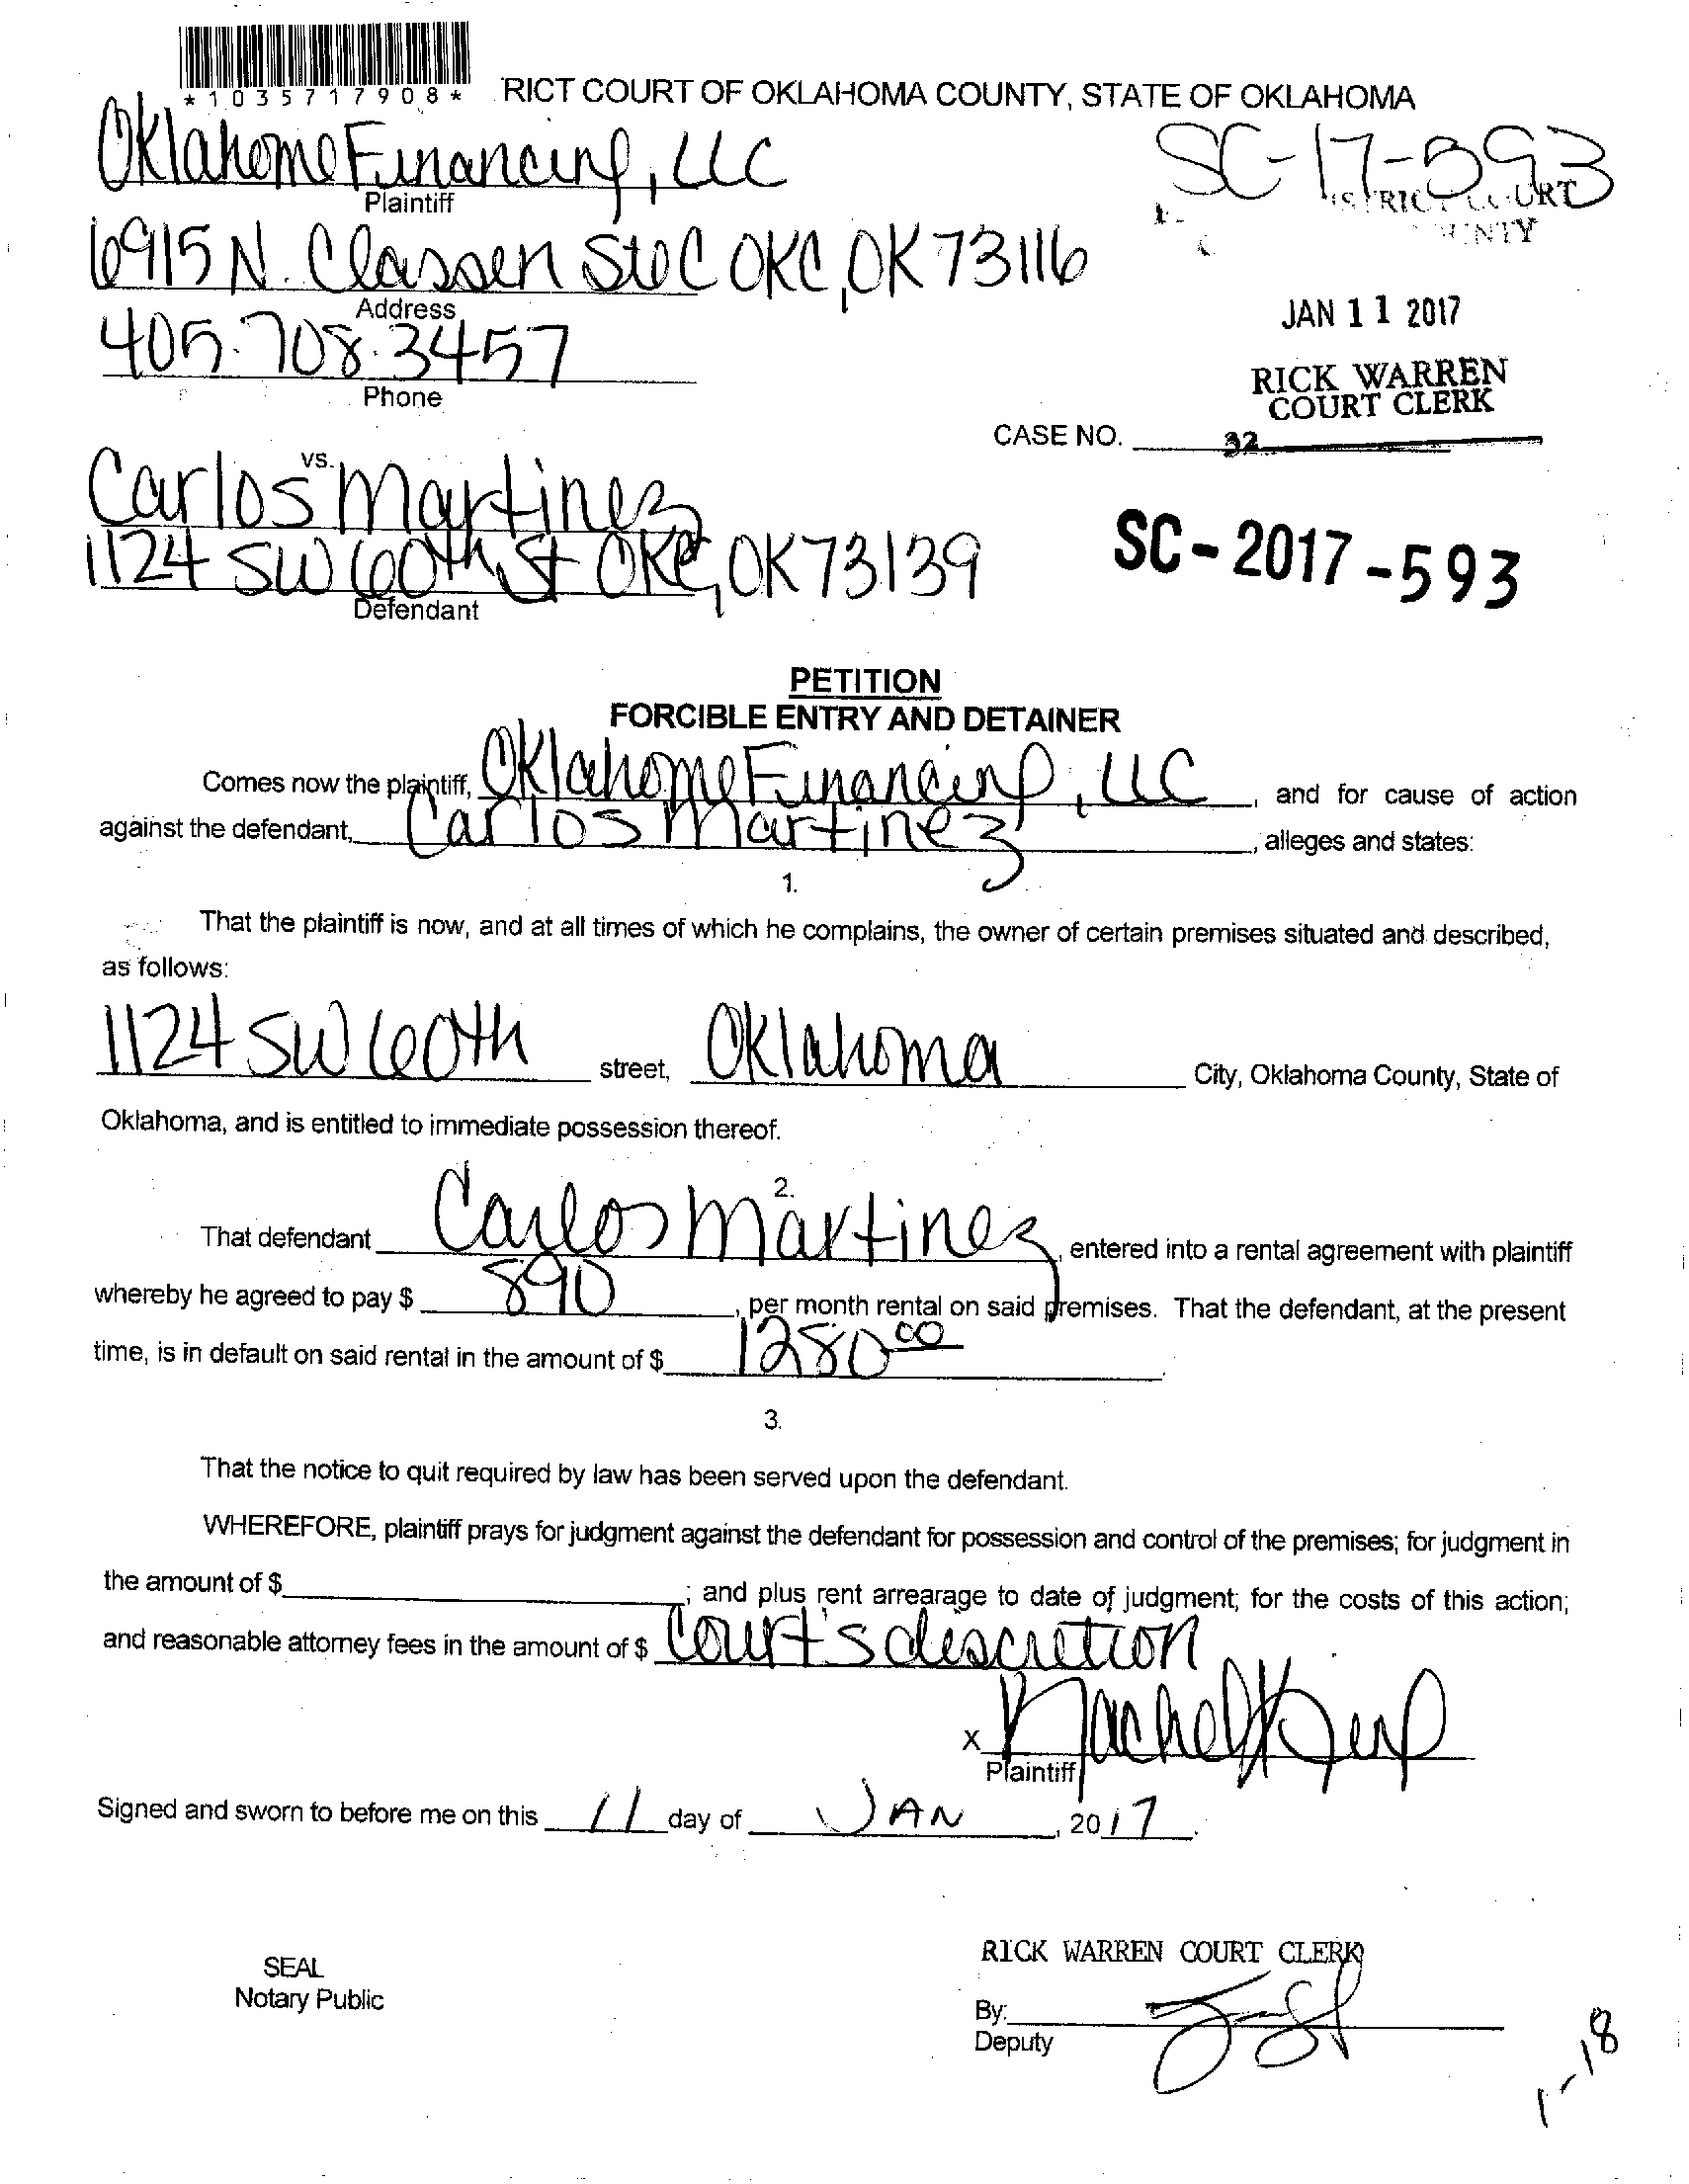 *1035717908*
RICT COURT OF OKLAHOMA COUNTY, STATE OF OKLAHOMA
Oklahome Financing, LLC
Plaintiff
SC-17-593
6915 N. Classen Ste C OKC, OK 73116
Address
405.708.3457
Phone
JAN 11 2017
RICK WARREN
COURT CLERK
CASE NO.
32
vs.
Carlos Martinez
1124 SW 60th St OKC, OK 73139
Defendant
SC-2017-593
PETITION
FORCIBLE ENTRY AND DETAINER
Comes now the plaintiff, Oklahome Financing, LLC, and for cause of action
against the defendant, Carlos Martinez, alleges and states:
1.
That the plaintiff is now, and at all times of which he complains, the owner of certain premises situated and described,
as follows:
1124 SW 60th street, Oklahoma City, Oklahoma County, State of
Oklahoma, and is entitled to immediate possession thereof.
2.
That defendant Carlos Martinez, entered into a rental agreement with plaintiff
whereby he agreed to pay $ 890, per month rental on said premises. That the defendant, at the present
time, is in default on said rental in the amount of $ 1280 00.
3.
That the notice to quit required by law has been served upon the defendant.
WHEREFORE, plaintiff prays for judgment against the defendant for possession and control of the premises; for judgment in
the amount of $ ; and plus rent arrearage to date of judgment; for the costs of this action;
and reasonable attorney fees in the amount of $ Court's discretion
X Rachel
Plaintiff
Signed and sworn to before me on this 11 day of JAN, 2017.
SEAL
Notary Public
RICK WARREN COURT CLERK
By:
Deputy
1-18